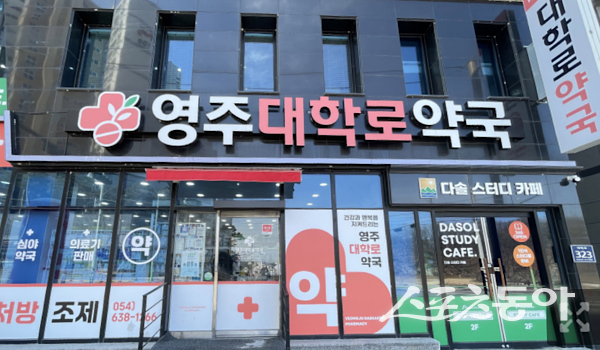 영주대학로약국
대학로약국
다솔 스터디 카페
심야
약국
의료기
판매
약
처방
조제
054)
638-1266
건강과 행복을
지켜드리는
영주
대학로
약국
약
DASOL
STUDY
CAFE.
OPEN
2F
2F
323
스포츠동아